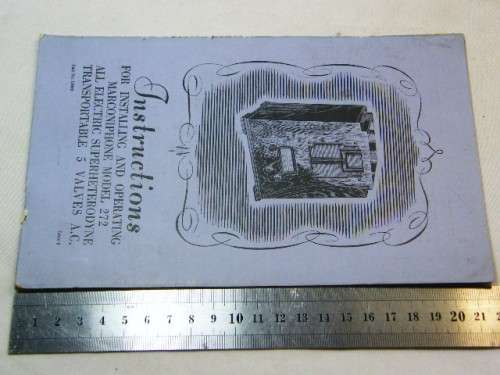 Instructions
FOR INSTALLING AND OPERATING
MARCONIPHONE MODEL 272
ALL ELECTRIC SUPERHETERODYNE
TRANSPORTABLE 5 VALVES A.C.
1 2 3 4 5 6 7 8 9 10 11 12 13 14 15 16 17 18 19 20 21 2